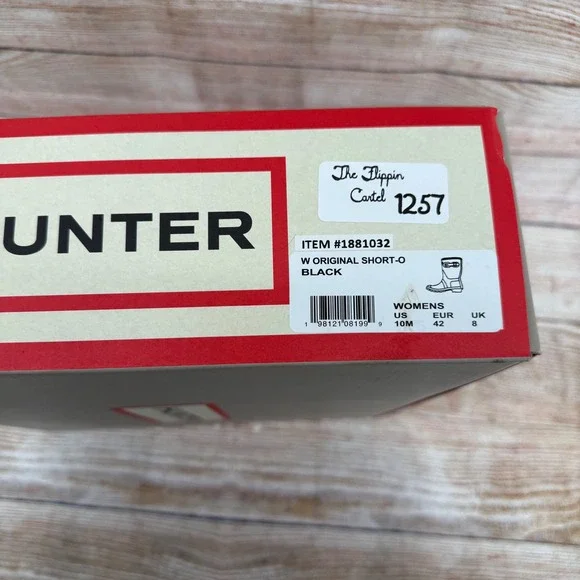 UNTER
The Flippin
Cartel 1257
ITEM #1881032
W ORIGINAL SHORT-O
BLACK
WOMENS
US EUR UK
10M 42 8
1 98121 08199 9